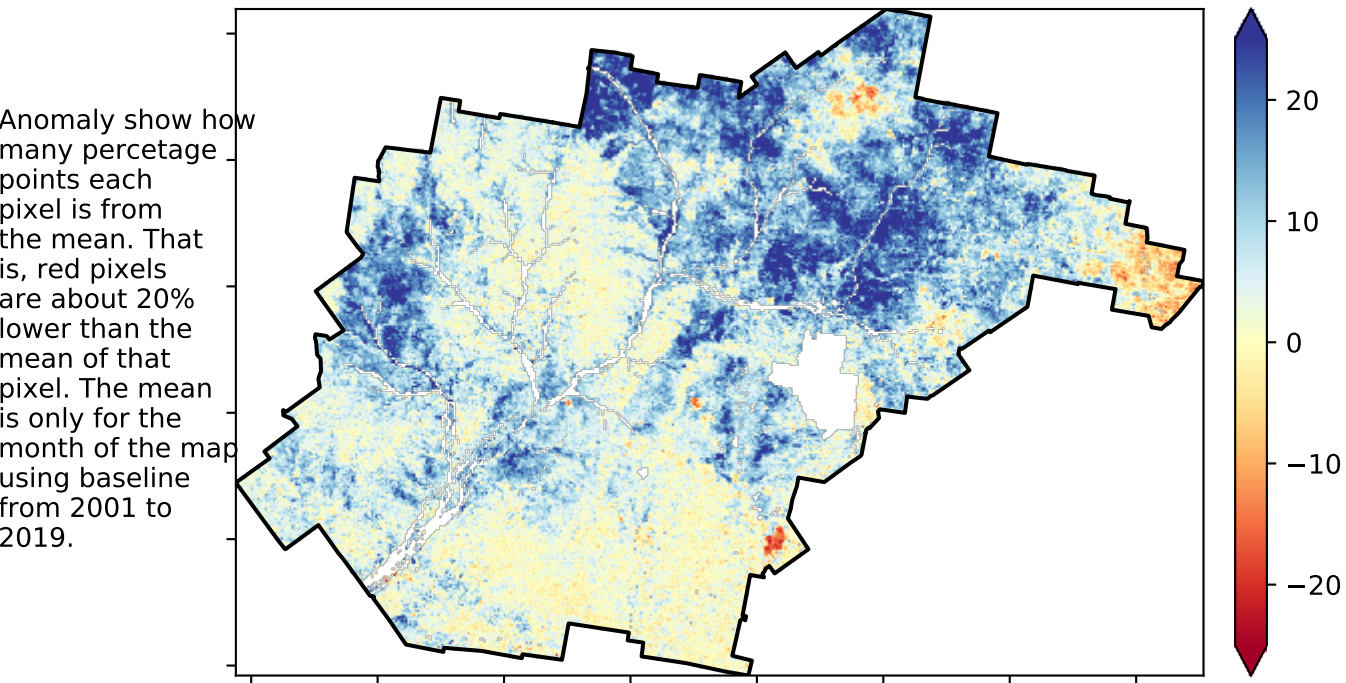 Anomaly show how
many percetage
points each
pixel is from
the mean. That
is, red pixels
are about 20%
lower than the
mean of that
pixel. The mean
is only for the
month of the map
using baseline
from 2001 to
2019.
20
10
0
−10
−20